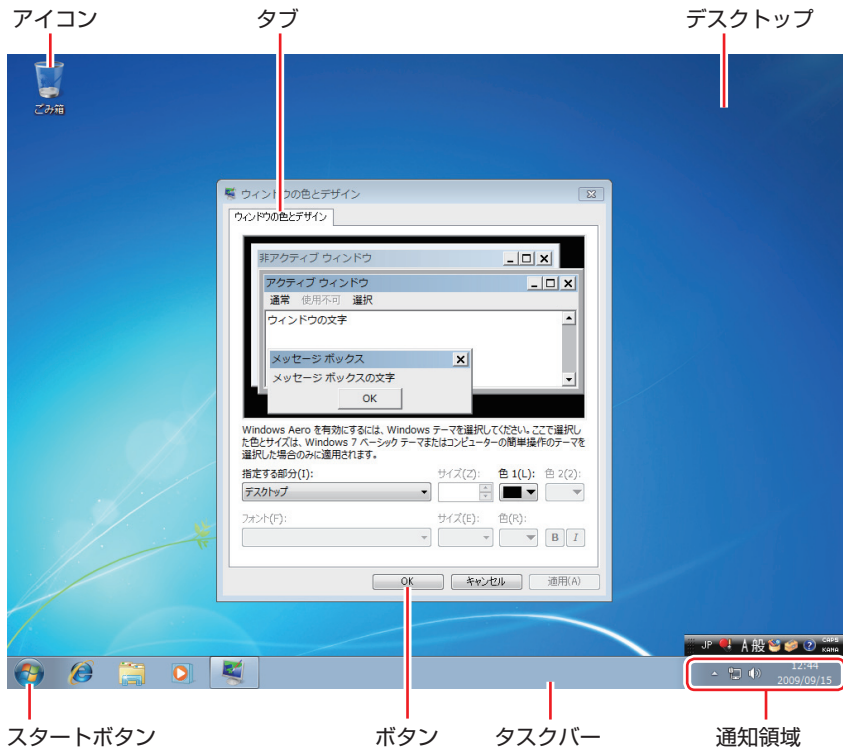 アイコン
タブ
デスクトップ
ごみ箱
ウィンドウの色とデザイン
ウィンドウの色とデザイン
非アクティブ ウィンドウ
アクティブ ウィンドウ
通常 使用不可 選択
ウィンドウの文字
メッセージ ボックス
メッセージ ボックスの文字
OK
Windows Aero を有効にするには、Windows テーマを選択してください。ここで選択し
た色とサイズは、Windows 7 ベーシック テーマまたはコンピューターの簡単操作のテーマを
選択した場合のみに適用されます。
指定する部分(I): サイズ(Z): 色 1(L): 色 2(2):
デスクトップ
フォント(F): サイズ(E): 色(R):
B I
OK キャンセル 適用(A)
JP A 般 ? CAPS
KANA
12:44
2009/09/15
スタートボタン
ボタン
タスクバー
通知領域